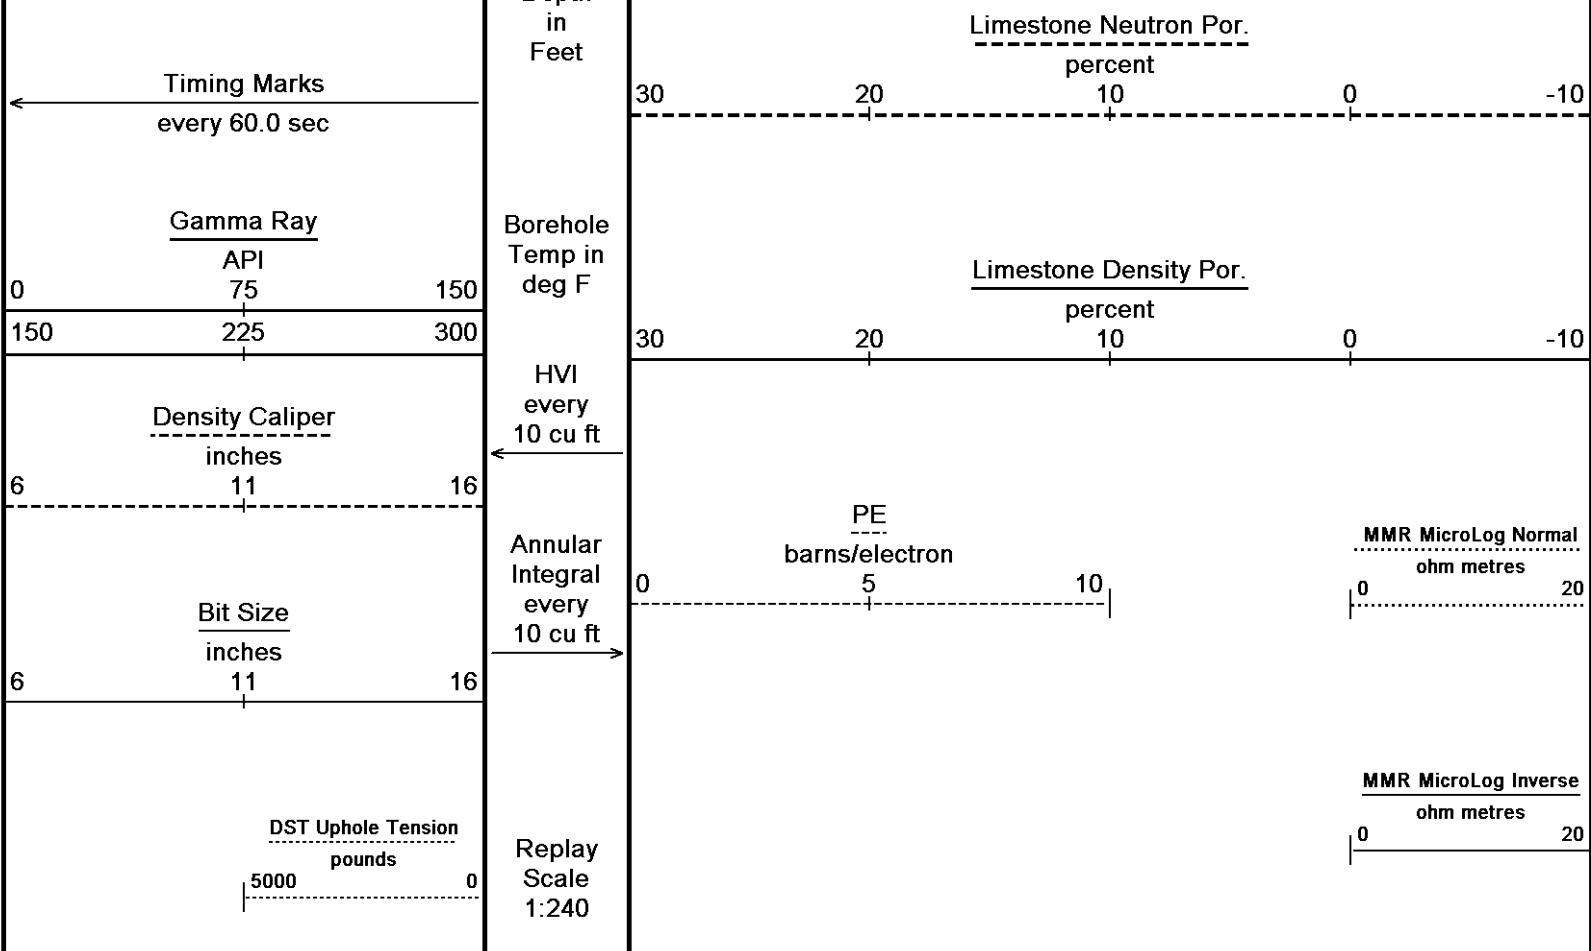 Timing Marks
every 60.0 sec
Gamma Ray
API
0 75 150
150 225 300
Density Caliper
inches
6 11 16
Bit Size
inches
6 11 16
DST Uphole Tension
pounds
5000 0
in
Feet
Borehole
Temp in
deg F
HVI
every
10 cu ft
Annular
Integral
every
10 cu ft
Replay
Scale
1:240
Limestone Neutron Por.
percent
30 20 10 0 -10
Limestone Density Por.
percent
30 20 10 0 -10
PE
barns/electron
0 5 10
MMR MicroLog Normal
ohm metres
0 20
MMR MicroLog Inverse
ohm metres
0 20